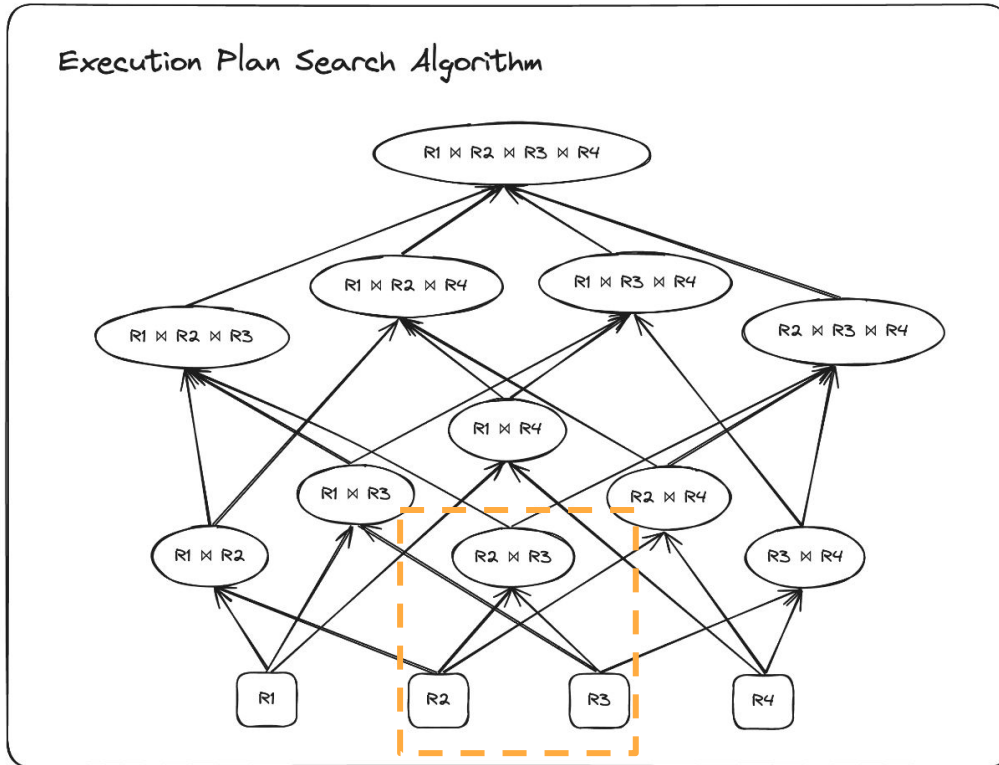 Execution Plan Search Algorithm
R1 ⋈ R2 ⋈ R3 ⋈ R4
R1 ⋈ R2 ⋈ R4
R1 ⋈ R3 ⋈ R4
R1 ⋈ R2 ⋈ R3
R2 ⋈ R3 ⋈ R4
R1 ⋈ R4
R1 ⋈ R3
R2 ⋈ R4
R1 ⋈ R2
R2 ⋈ R3
R3 ⋈ R4
R1
R2
R3
R4